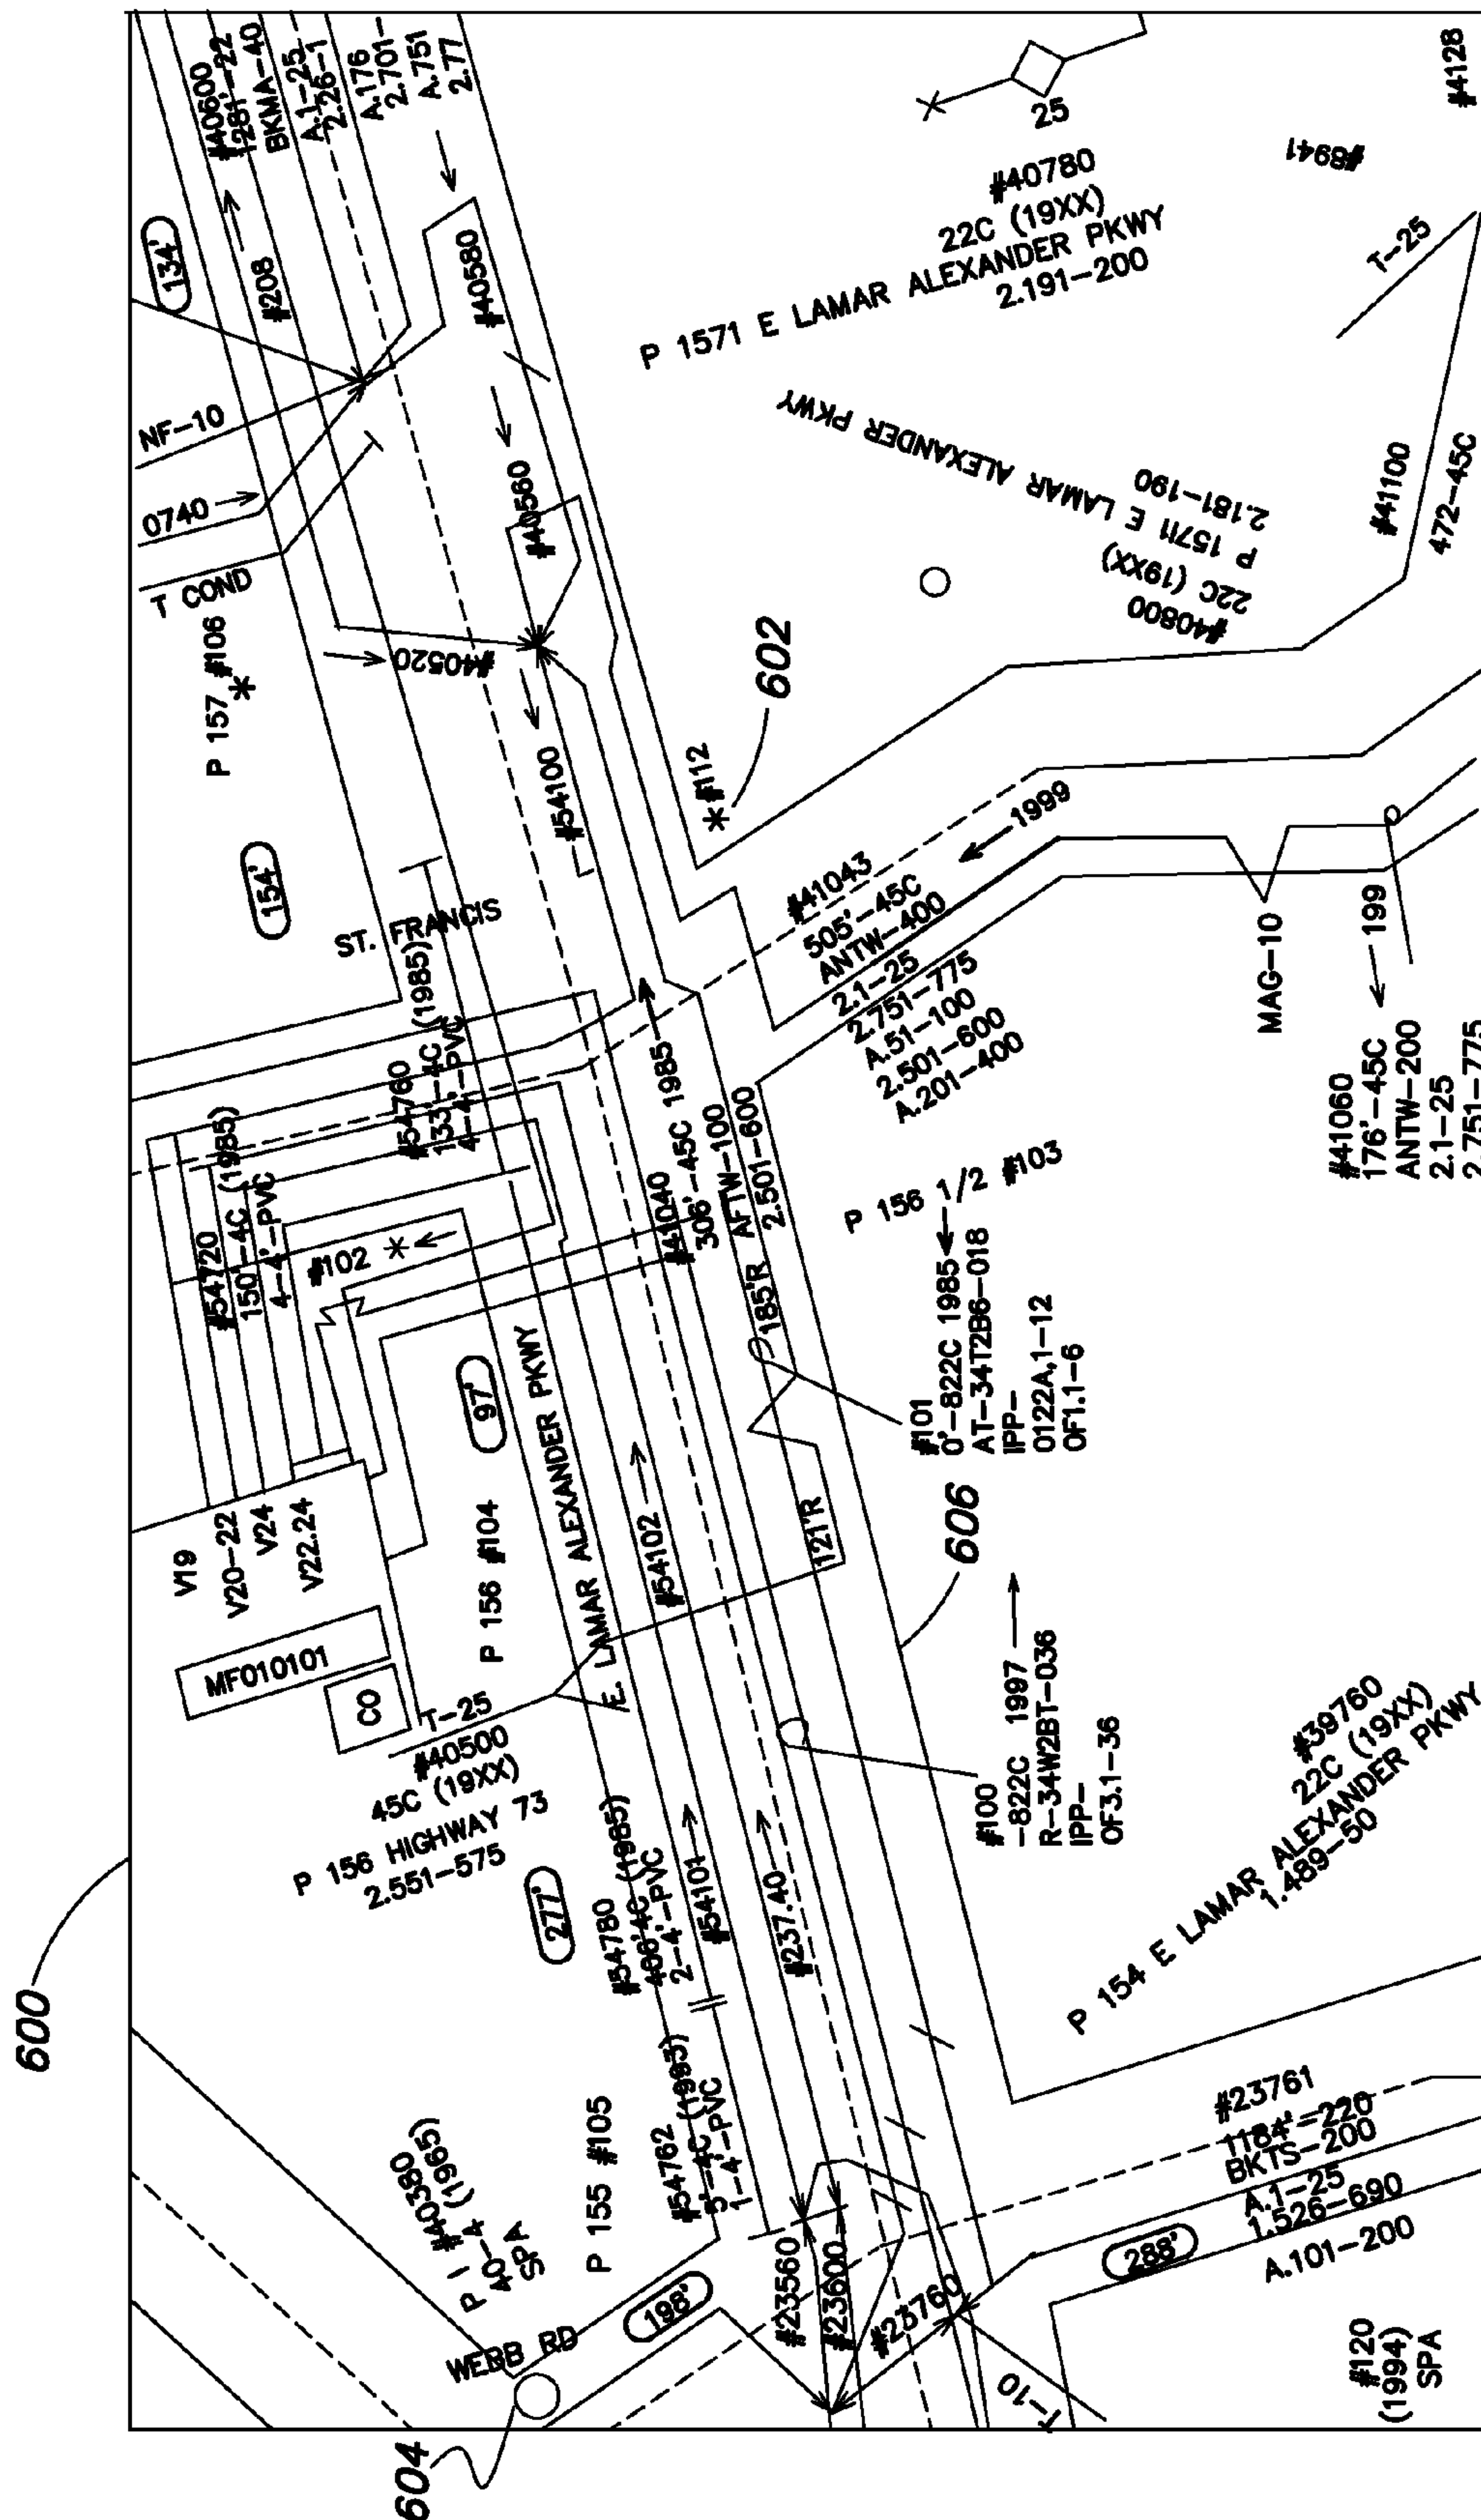 600
602
604
606
134'
#208
#40600
1281'-22
BKMA-40
A.1-25
2.26-1
A.176
2.701-
A.751
2.77
#40580
25
#40780
22C (19XX)
P 1571 E LAMAR ALEXANDER PKWY
2.191-200
#8941
#4128
T-25
NF-10
0740
T COND
P 157 #106
#40520
#40560
#54100
#112
#40800
22C (19XX)
P 1571I E LAMAR ALEXANDER PKWY
2.181-190
#41100
472-45C
154'
ST. FRANCIS
#54760
133'-4C (1985)
4-4'-PVC
#54720
150'-4C (1985)
4-4'-PVC
#102
#41043
505'-45C
ANTW-400
2.1-25
2.751-775
A.51-100
2.501-600
A.201-400
1999
MAG-10
199
#41060
176'-45C
ANTW-200
2.1-25
2.751-775
#41040
306'-45C 1985
AFTW-100
2.501-600
P 156 1/2 #103
185'R
#101
0'-822C 1985
AT-34T2B6-018
IPP-
0122A,1-12
OF1.1-6
97'
V19
V20-22
V24
V22.24
MF010101
CO
P 156 #104
E. LAMAR ALEXANDER PKWY
#54102
121'R
T-25
#40500
45C (19XX)
P 156 HIGHWAY 73
2.551-575
277'
#54780
406'4C (1985)
2-4'-PVC
#54101
#237.40
#100
-822C 1997
R-34W2BT-036
IPP-
OF3.1-36
#39760
22C (19XX)
P 154 E LAMAR ALEXANDER PKWY
1.489-50
#40380
P 1-A (1965)
40-A
SPA
P 155 #105
WEBB RD
198'
#23560
#23600
#23760
T-10
288'
#23761
1184'-220
BKTS-200
A.1-25
1.526-690
A.101-200
#120
(1994)
SPA